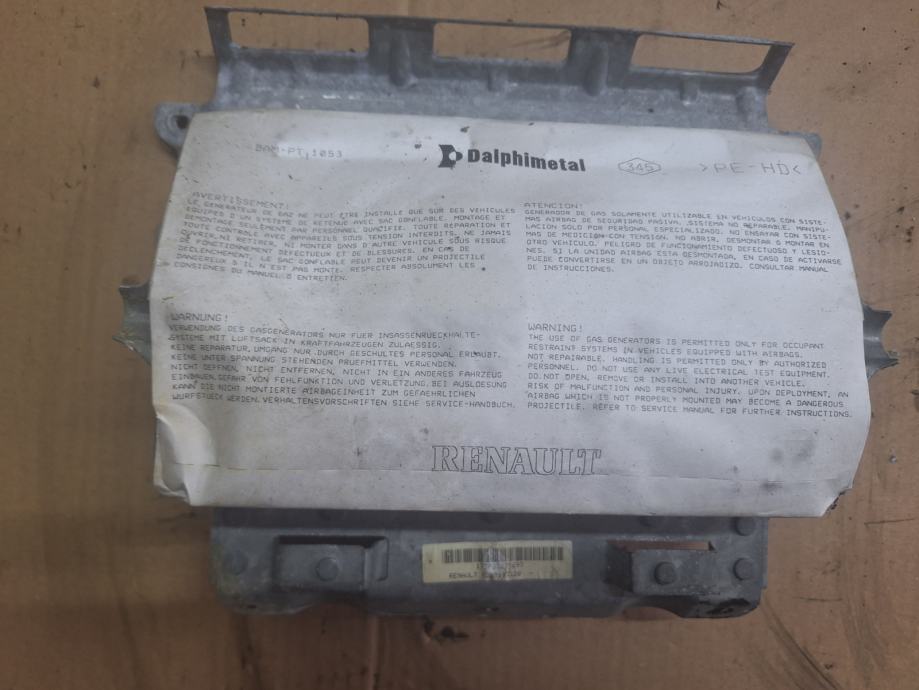 BAM-PT,1053
Dalphimetal
345
>PE-HD<
AVERTISSEMENT!
LE GENERATEUR DE GAZ NE PEUT ETRE INSTALLE QUE SUR DES VEHICULES
EQUIPES D'UN SYSTEME DE RETENUE AVEC SAC GONFLABLE. MONTAGE ET
DEMONTAGE SEULEMENT PAR PERSONNEL QUALIFIE. TOUTE REPARATION ET
TOUTE CONTROLE AVEC APPAREILS SOUS TENSION INTERDITS. NE JAMAIS
OUVRIR, NI RETIRER, NI MONTER DANS D'AUTRE VEHICULE SOUS RISQUE
DE FONCTIONNEMENT DEFECTUEUX ET DE BLESSURES. EN CAS DE
DECLENCHEMENT, LE SAC GONFLABLE PEUT DEVENIR UN PROJECTILE
DANGEREUX S'IL N'EST PAS MONTE. RESPECTER ABSOLUMENT LES
CONSIGNES DU MANUEL D'ENTRETIEN.
ATENCION!
GENERADOR DE GAS SOLAMENTE UTILIZABLE EN VEHICULOS CON SISTE-
MAS AIRBAG DE SEGURIDAD PASIVA. SISTEMA NO REPARABLE. MANIPU-
LACION SOLO POR PERSONAL ESPECIALIZADO. NO ENSAYAR CON SISTE-
MAS DE MEDICION CON TENSION. NO ABRIR, DESMONTAR O MONTAR EN
OTRO VEHICULO. PELIGRO DE FUNCIONAMIENTO DEFECTUOSO Y LESIO-
NES. SI LA UNIDAD AIRBAG ESTA DESMONTADA, EN CASO DE ACTIVARSE
PUEDE CONVERTIRSE EN UN OBJETO ARROJADIZO. CONSULTAR MANUAL
DE INSTRUCCIONES.
WARNUNG!
VERWENDUNG DES GASGENERATORS NUR FUER INSASSENRUECKHALTE-
SYSTEME MIT LUFTSACK IN KRAFTFAHRZEUGEN ZULAESSIG.
KEINE REPARATUR, UMGANG NUR DURCH GESCHULTES PERSONAL ERLAUBT.
KEINE UNTER SPANNUNG STEHENDEN PRUEFMITTEL VERWENDEN.
NICHT OEFFNEN, NICHT ENTFERNEN, NICHT IN EIN ANDERES FAHRZEUG
EINBAUEN.GEFAHR VON FEHLFUNKTION UND VERLETZUNG. BEI AUSLOESUNG
KANN DIE NICHT MONTIERTE AIRBAGEINHEIT ZUM GEFAEHRLICHEN
WURFSTUECK WERDEN. VERHALTENSVORSCHRIFTEN SIEHE SERVICE-HANDBUCH.
WARNING!
THE USE OF GAS GENERATORS IS PERMITTED ONLY FOR OCCUPANT
RESTRAINT SYSTEMS IN VEHICLES EQUIPPED WITH AIRBAGS.
NOT REPAIRABLE. HANDLING IS PERMITTED ONLY BY AUTHORIZED
PERSONNEL. DO NOT USE ANY LIVE ELECTRICAL TEST EQUIPMENT.
DO NOT OPEN, REMOVE OR INSTALL INTO ANOTHER VEHICLE.
RISK OF MALFUNCTION AND PERSONAL INJURY. UPON DEPLOYMENT, AN
AIRBAG WHICH IS NOT PROPERLY MOUNTED MAY BECOME A DANGEROUS
PROJECTILE. REFER TO SERVICE MANUAL FOR FURTHER INSTRUCTIONS.
RENAULT
RENAULT